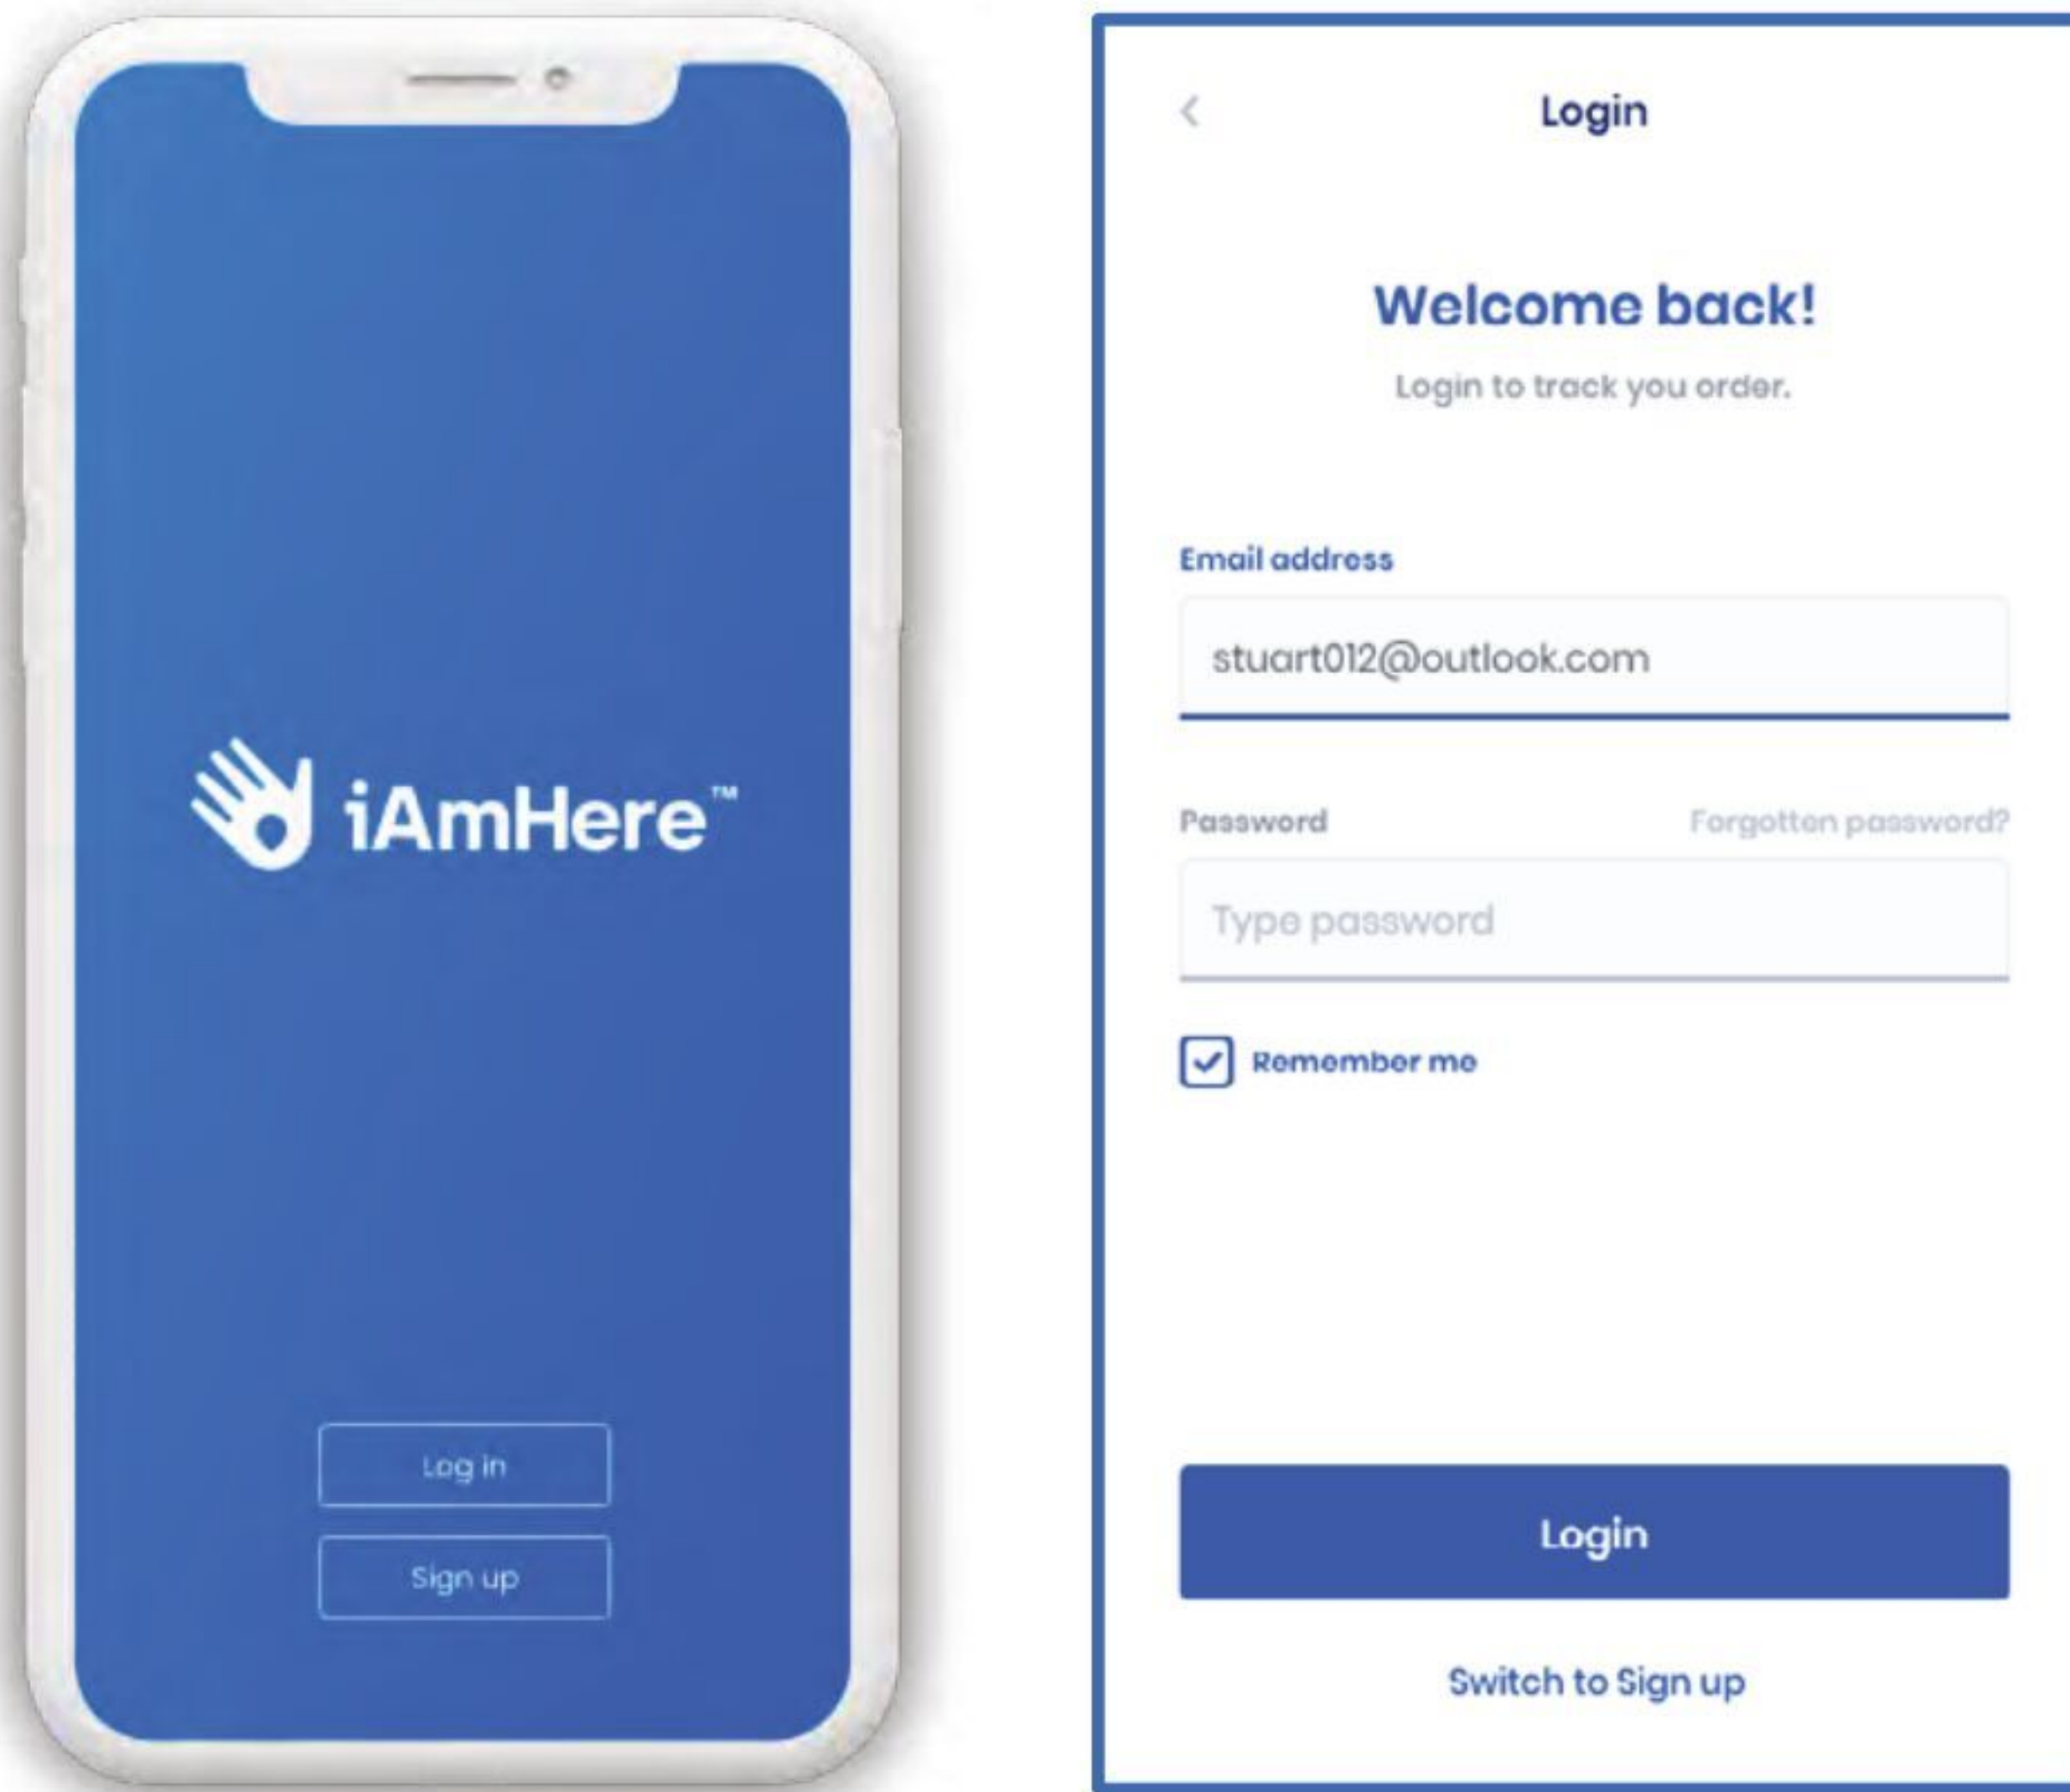 iAmHere™
Log in
Sign up
Login
Welcome back!
Login to track you order.
Email address
stuart012@outlook.com
Password Forgotten password?
Type password
Remember me
Login
Switch to Sign up